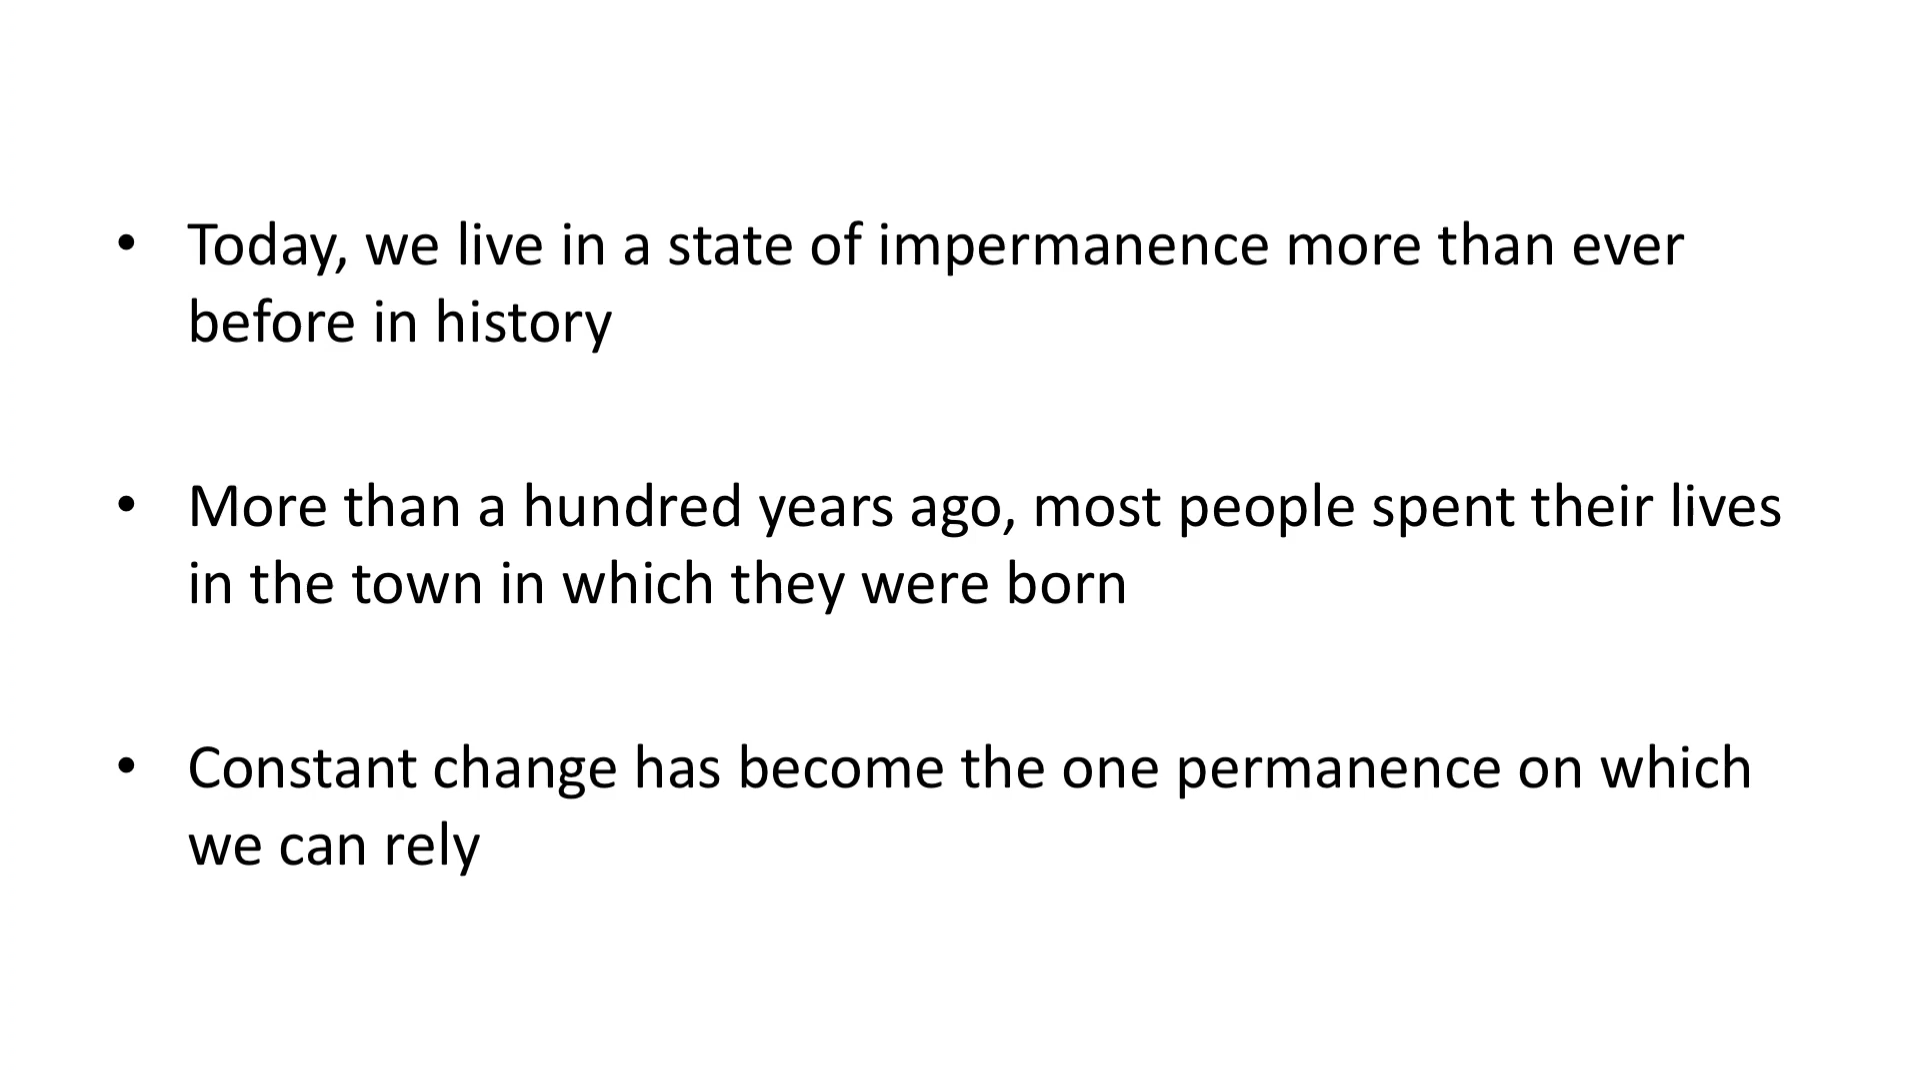 • Today, we live in a state of impermanence more than ever
before in history
• More than a hundred years ago, most people spent their lives
in the town in which they were born
• Constant change has become the one permanence on which
we can rely